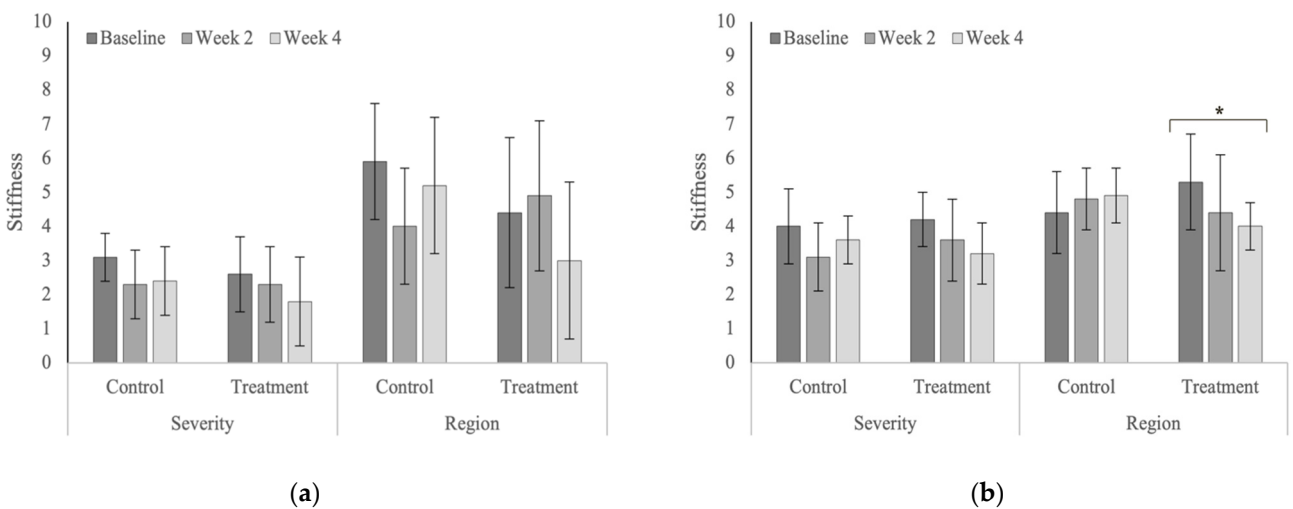 10
9
8
7
6
5
4
3
2
1
0
Stiffness
Baseline Week 2 Week 4
Control Treatment Control Treatment
Severity Region
(a)
10
9
8
7
6
5
4
3
2
1
0
Stiffness
Baseline Week 2 Week 4
*
Control Treatment Control Treatment
Severity Region
(b)